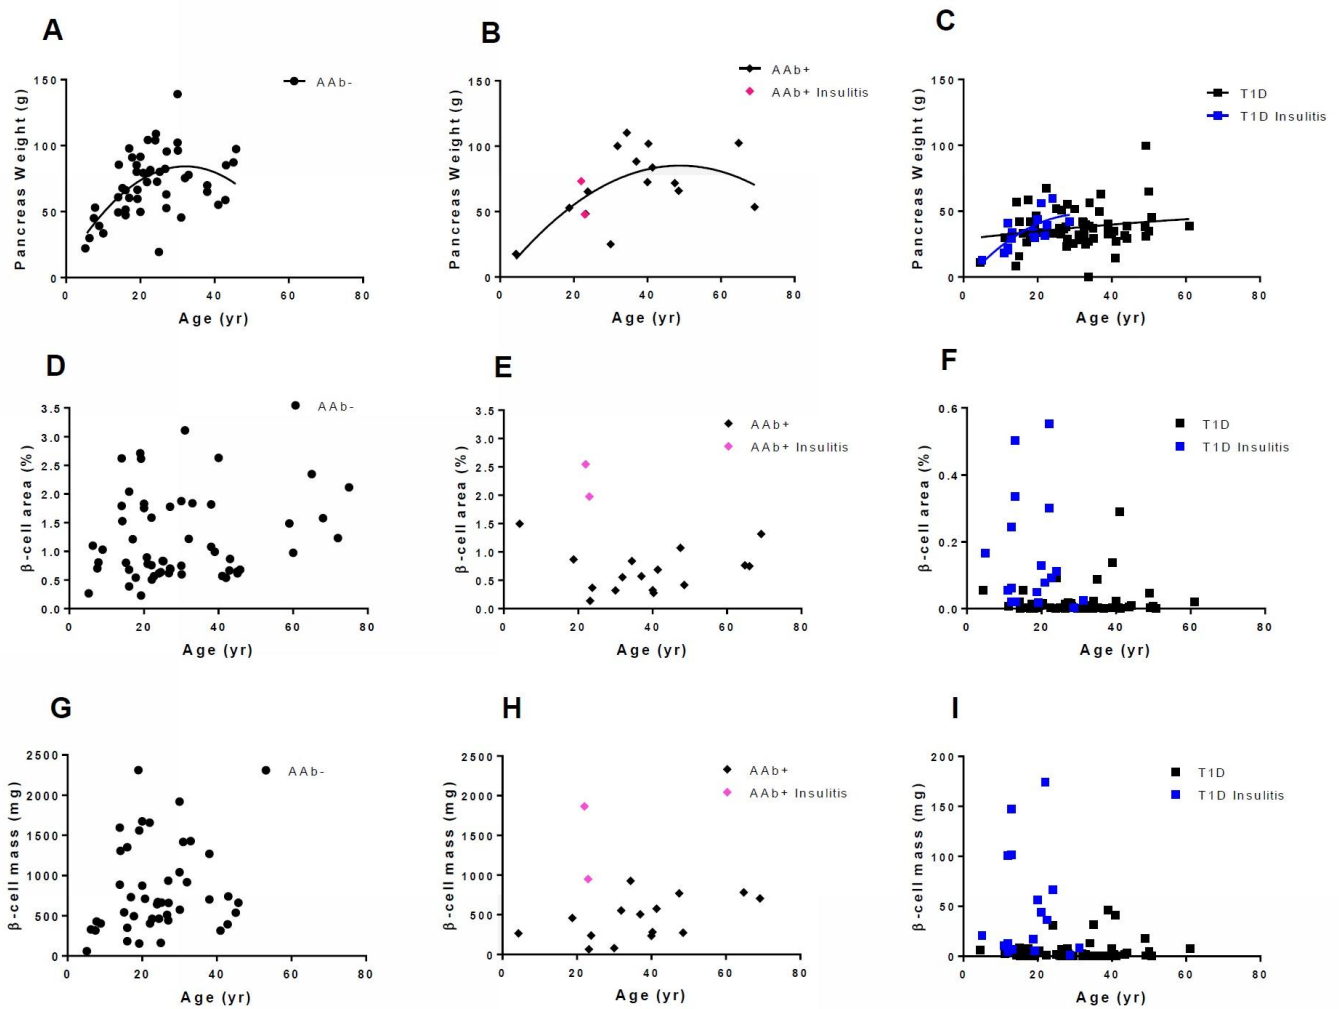 A
Pancreas Weight (g)
150
100
50
0
0 20 40 60 80
Age (yr)
AAb-
B
Pancreas Weight (g)
150
100
50
0
0 20 40 60 80
Age (yr)
AAb+
AAb+ Insulitis
C
Pancreas Weight (g)
150
100
50
0
0 20 40 60 80
Age (yr)
T1D
T1D Insulitis
D
β-cell area (%)
3.5
3.0
2.5
2.0
1.5
1.0
0.5
0.0
0 20 40 60 80
Age (yr)
AAb-
E
β-cell area (%)
3.5
3.0
2.5
2.0
1.5
1.0
0.5
0.0
0 20 40 60 80
Age (yr)
AAb+
AAb+ Insulitis
F
β-cell area (%)
0.6
0.4
0.2
0.0
0 20 40 60 80
Age (yr)
T1D
T1D Insulitis
G
β-cell mass (mg)
2500
2000
1500
1000
500
0
0 20 40 60 80
Age (yr)
AAb-
H
β-cell mass (mg)
2500
2000
1500
1000
500
0
0 20 40 60 80
Age (yr)
AAb+
AAb+ Insulitis
I
β-cell mass (mg)
200
150
100
50
0
0 20 40 60 80
Age (yr)
T1D
T1D Insulitis